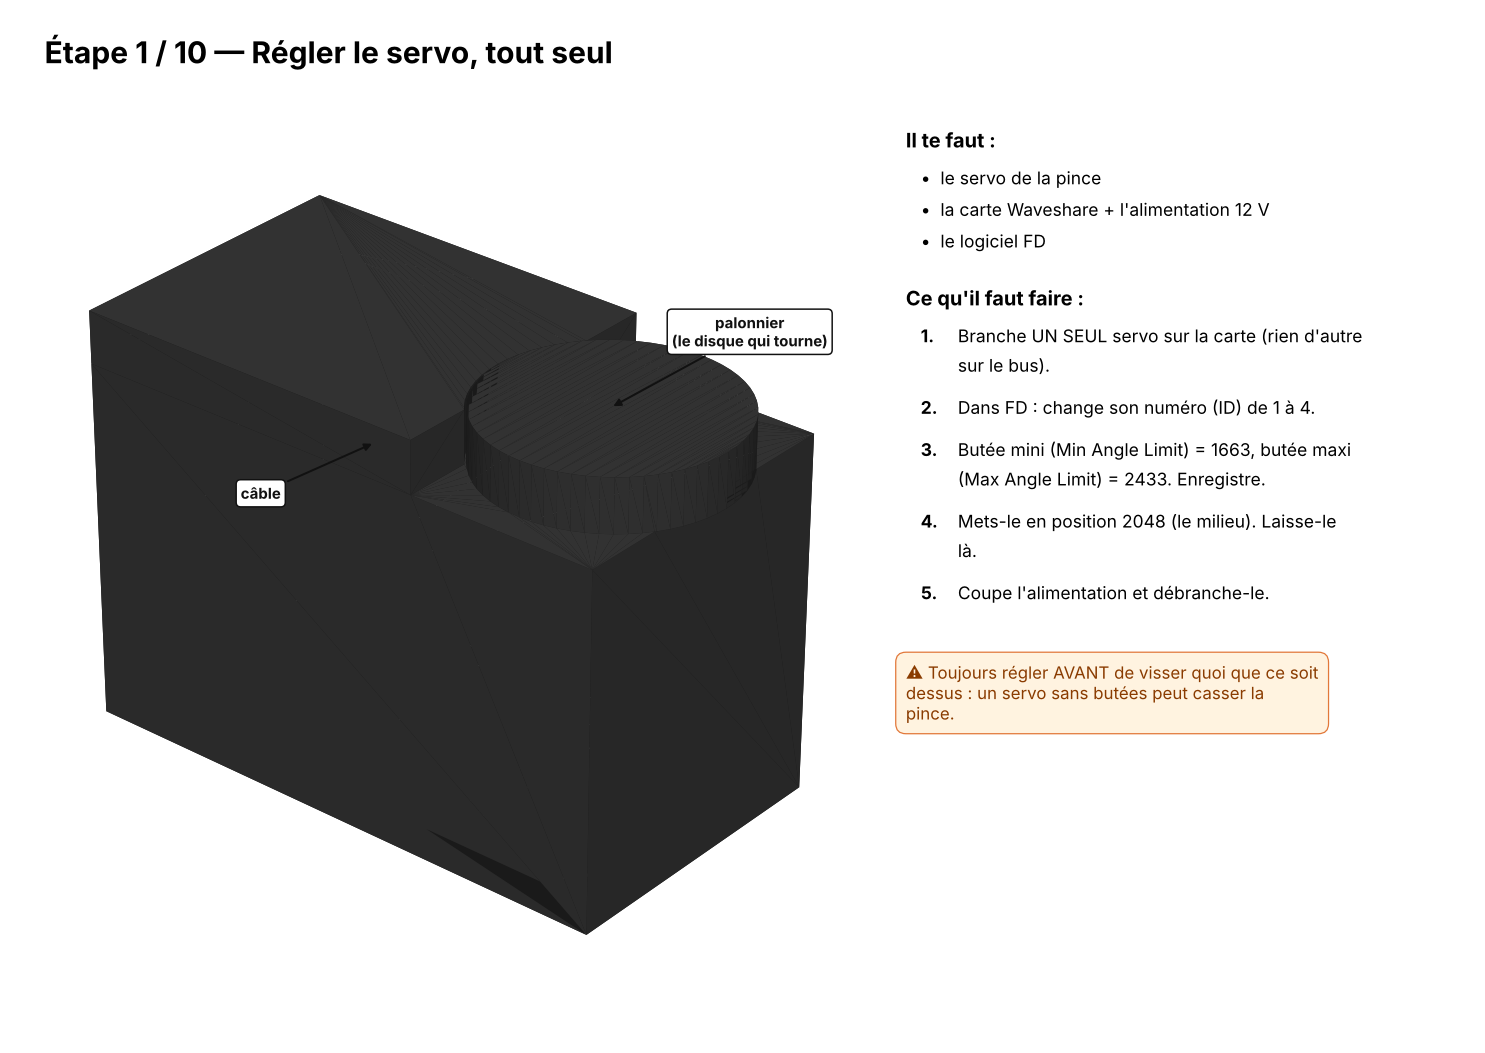 Étape 1 / 10 — Régler le servo, tout seul
palonnier
(le disque qui tourne)
câble
Il te faut :
• le servo de la pince
• la carte Waveshare + l'alimentation 12 V
• le logiciel FD
Ce qu'il faut faire :
1. Branche UN SEUL servo sur la carte (rien d'autre
sur le bus).
2. Dans FD : change son numéro (ID) de 1 à 4.
3. Butée mini (Min Angle Limit) = 1663, butée maxi
(Max Angle Limit) = 2433. Enregistre.
4. Mets-le en position 2048 (le milieu). Laisse-le
là.
5. Coupe l'alimentation et débranche-le.
⚠ Toujours régler AVANT de visser quoi que ce soit
dessus : un servo sans butées peut casser la
pince.